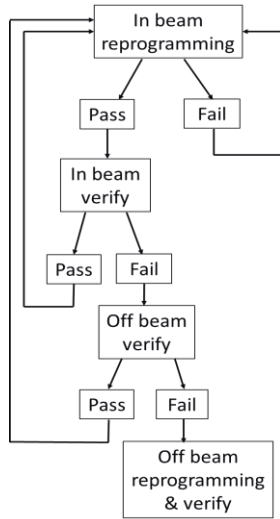 In beam
reprogramming
Pass
Fail
In beam
verify
Pass
Fail
Off beam
verify
Pass
Fail
Off beam
reprogramming
& verify